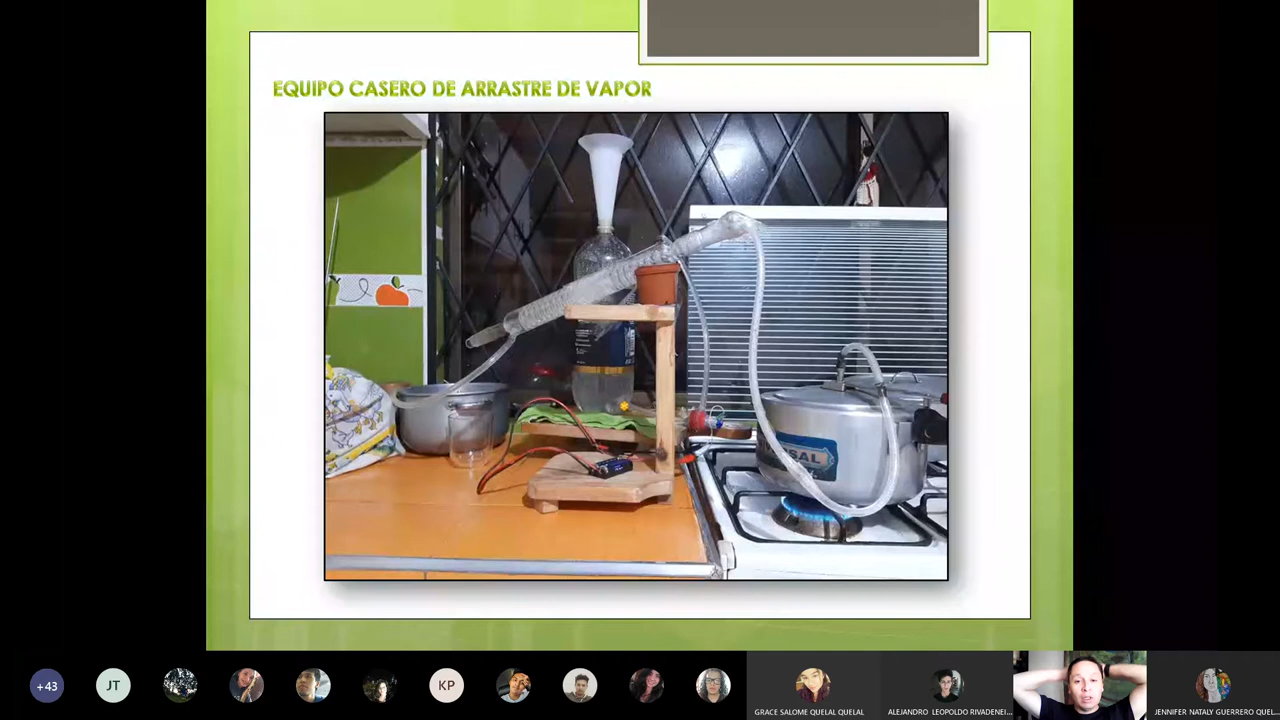 EQUIPO CASERO DE ARRASTRE DE VAPOR
+43
JT
KP
GRACE SALOME QUELAL QUELAL
ALEJANDRO LEOPOLDO RIVADENEI...
JENNIFER NATALY GUERRERO QUEL...